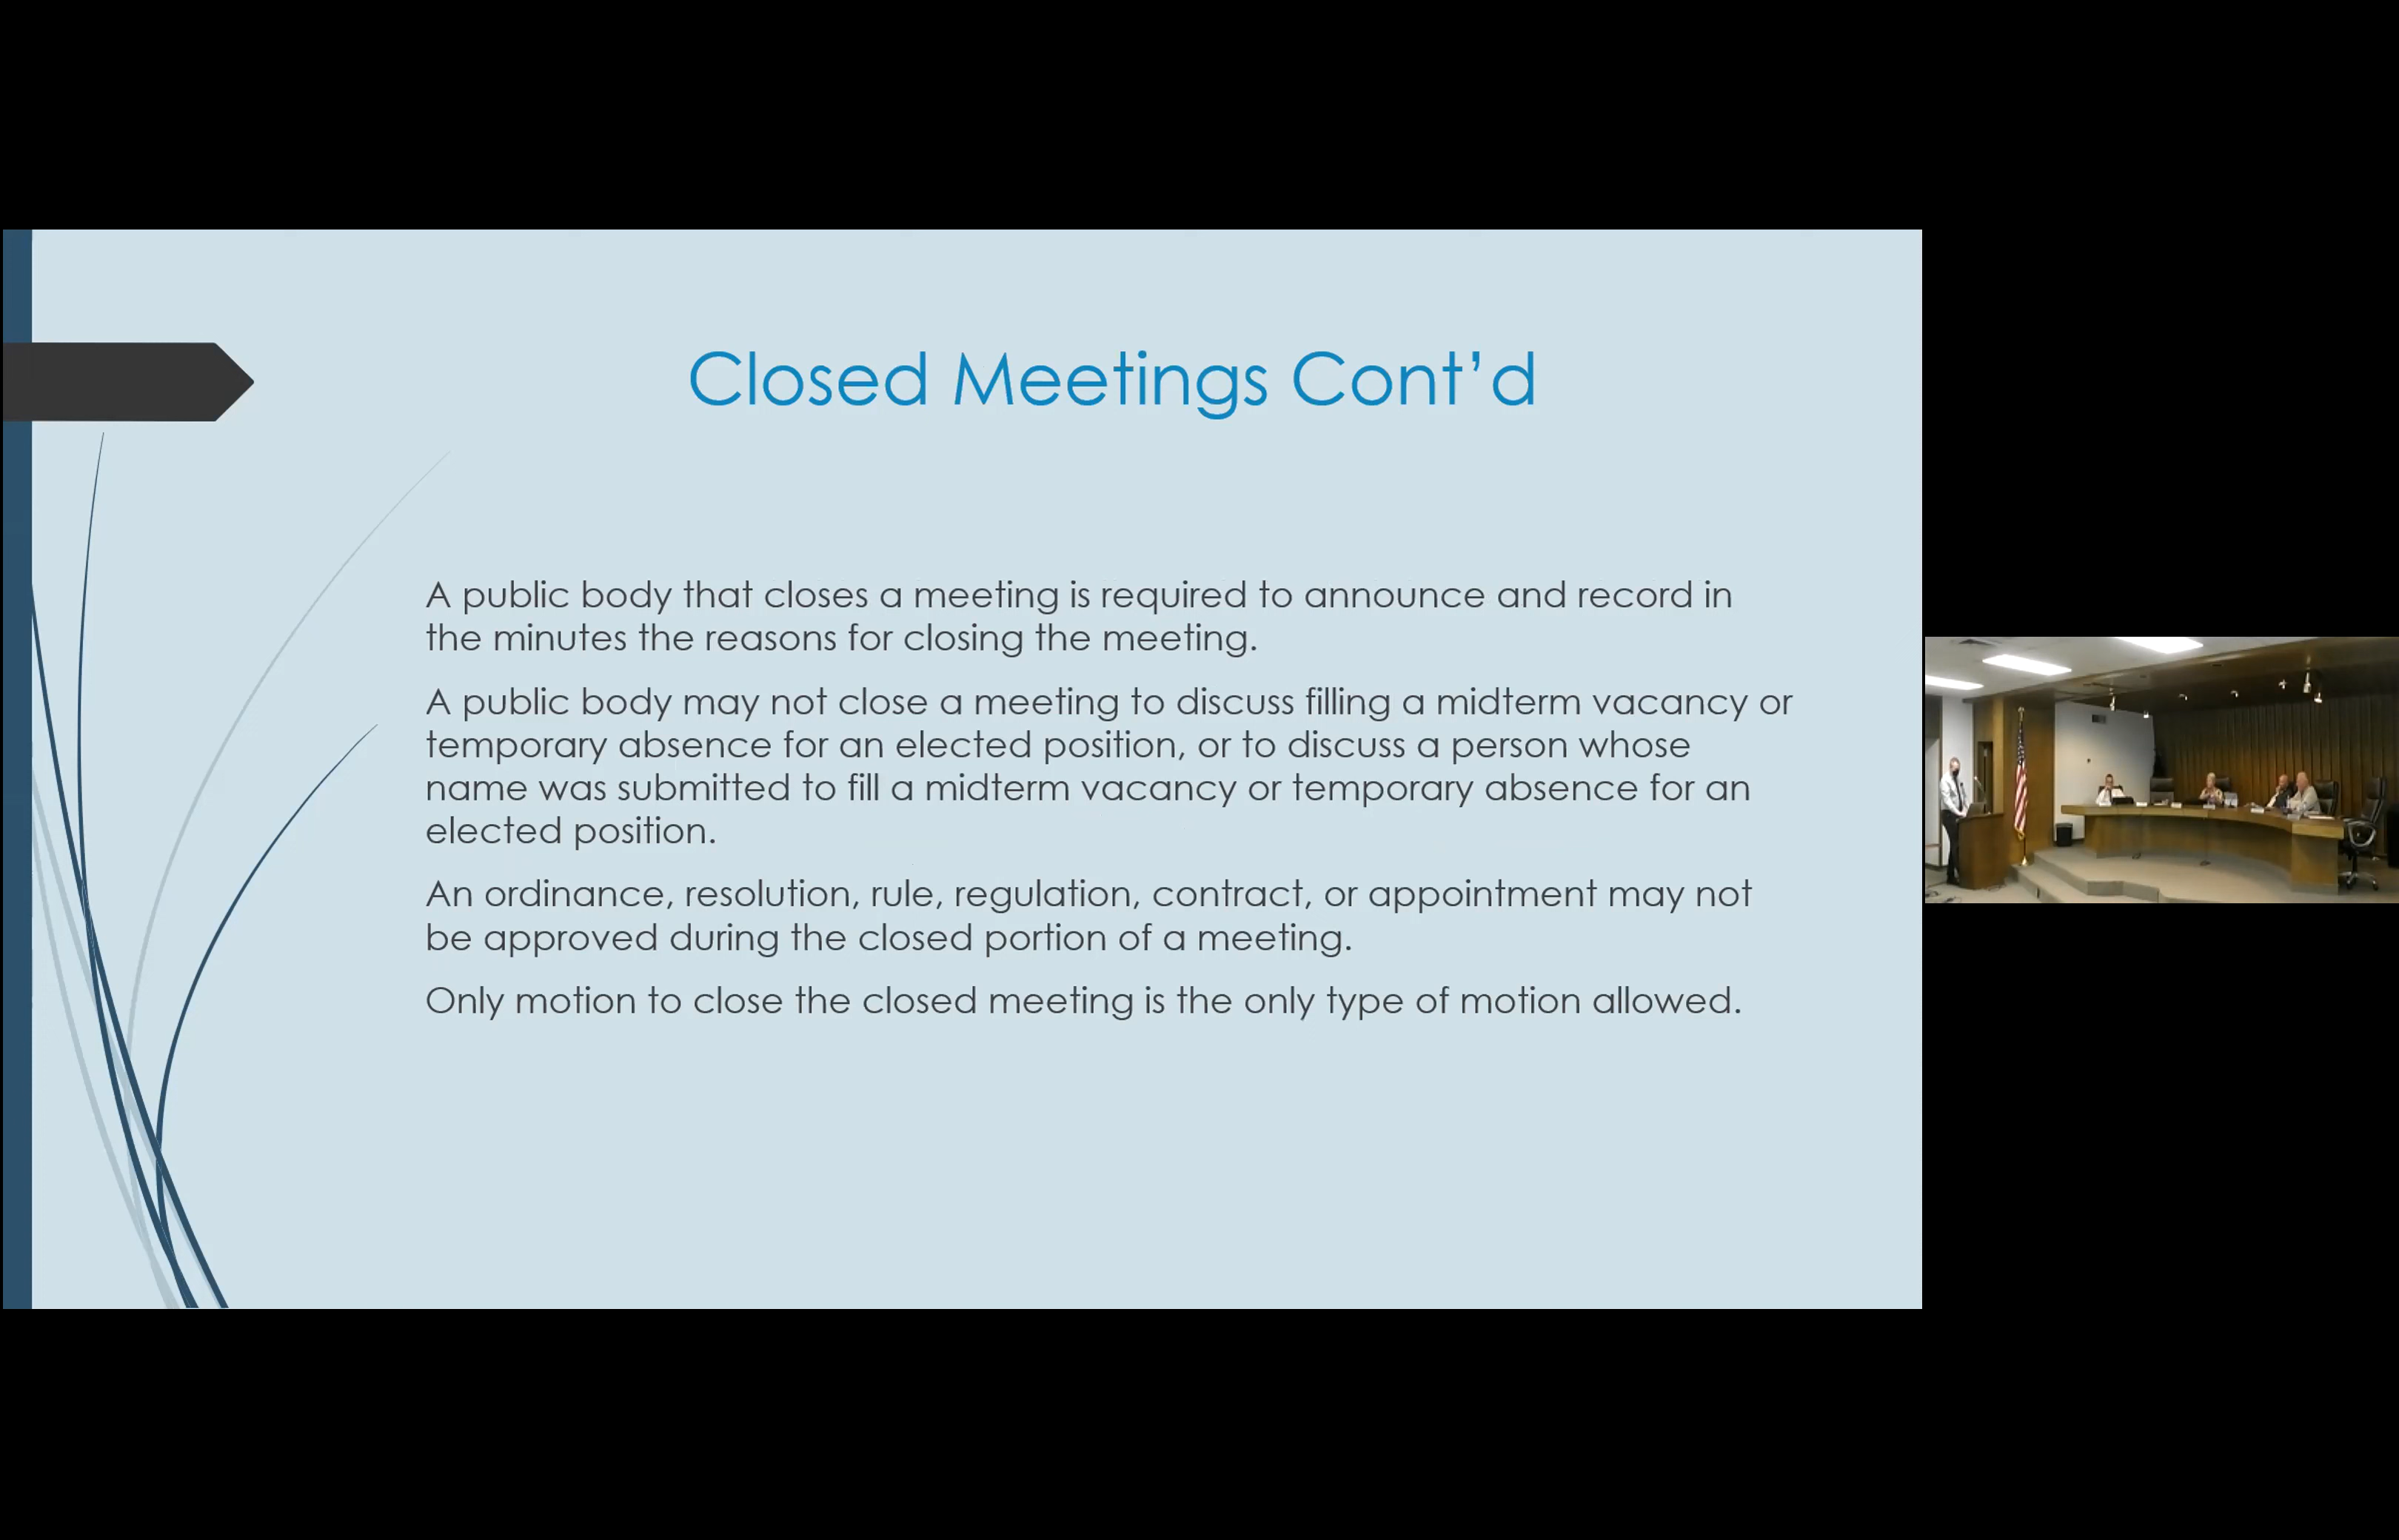 Closed Meetings Cont’d
A public body that closes a meeting is required to announce and record in
the minutes the reasons for closing the meeting.
A public body may not close a meeting to discuss filling a midterm vacancy or
temporary absence for an elected position, or to discuss a person whose
name was submitted to fill a midterm vacancy or temporary absence for an
elected position.
An ordinance, resolution, rule, regulation, contract, or appointment may not
be approved during the closed portion of a meeting.
Only motion to close the closed meeting is the only type of motion allowed.